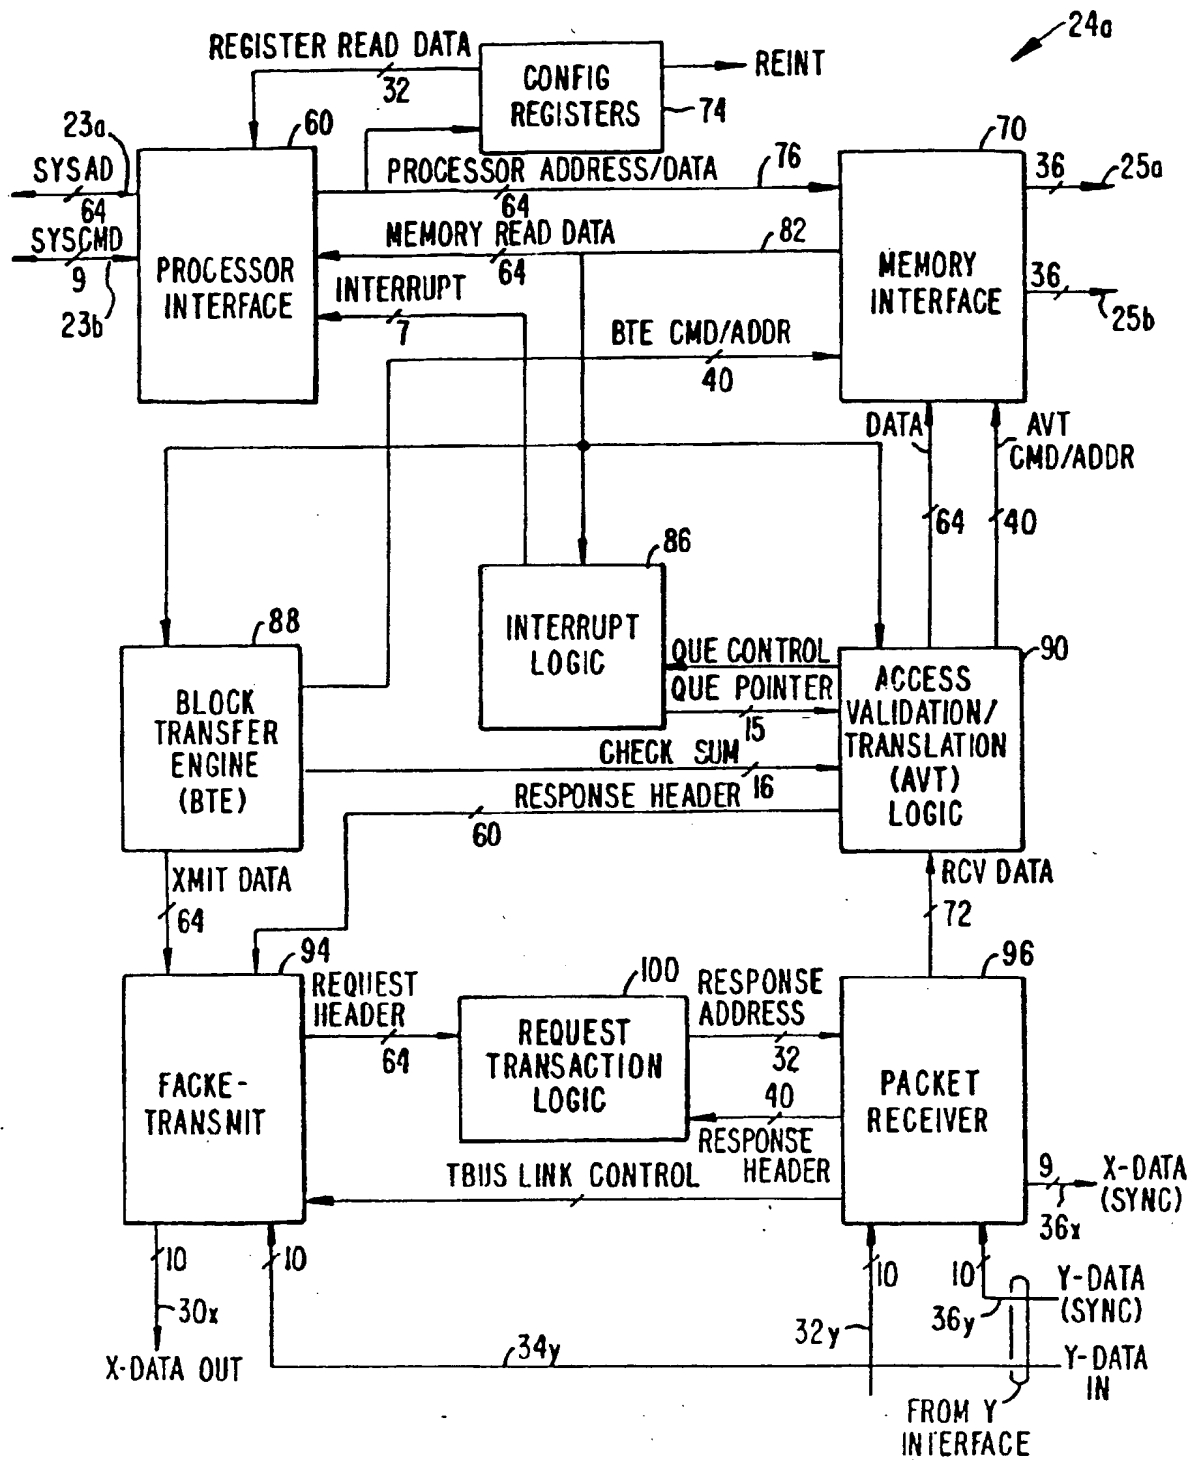 24a
REGISTER READ DATA
32
CONFIG
REGISTERS
REINT
74
23a
60
SYSAD
64
SYSCMD
9
23b
PROCESSOR
INTERFACE
PROCESSOR ADDRESS/DATA
64
76
MEMORY READ DATA
64
82
INTERRUPT
7
BTE CMD/ADDR
40
70
MEMORY
INTERFACE
36
25a
36
25b
DATA
AVT
CMD/ADDR
64
40
86
INTERRUPT
LOGIC
88
BLOCK
TRANSFER
ENGINE
(BTE)
QUE CONTROL
QUE POINTER
15
CHECK SUM
16
RESPONSE HEADER
60
90
ACCESS
VALIDATION/
TRANSLATION
(AVT)
LOGIC
XMIT DATA
64
RCV DATA
72
94
FACKE-
TRANSMIT
REQUEST
HEADER
64
100
REQUEST
TRANSACTION
LOGIC
RESPONSE
ADDRESS
32
40
RESPONSE
HEADER
96
PACKET
RECEIVER
TBUS LINK CONTROL
9
X-DATA
(SYNC)
36x
10
30x
X-DATA OUT
10
34y
10
32y
10
36y
Y-DATA
(SYNC)
Y-DATA
IN
FROM Y
INTERFACE